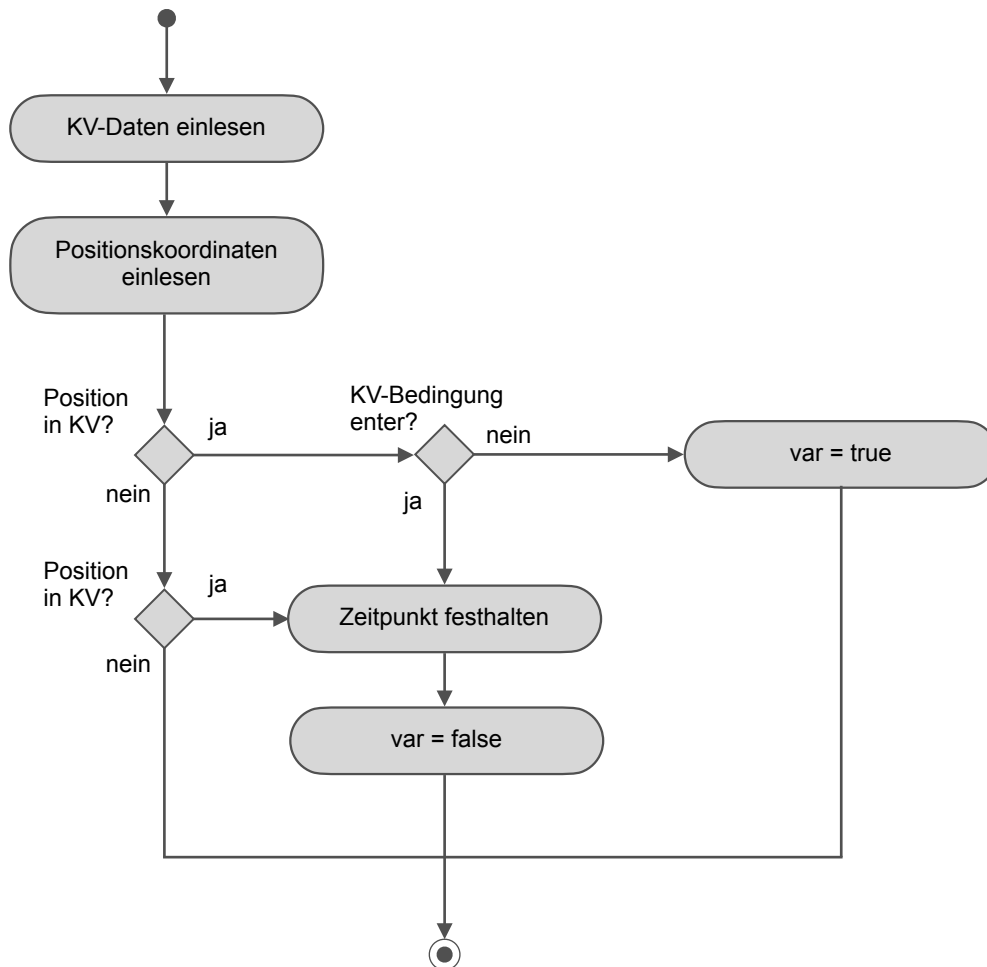 KV-Daten einlesen
Positionskoordinaten
einlesen
Position
in KV?
ja
nein
KV-Bedingung
enter?
nein
ja
var = true
Position
in KV?
ja
nein
Zeitpunkt festhalten
var = false